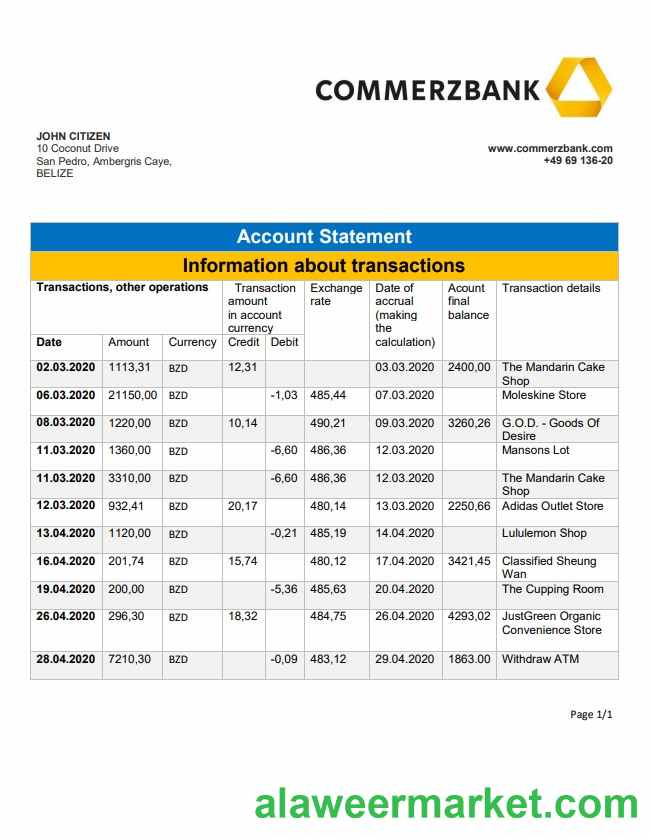 COMMERZBANK
JOHN CITIZEN
10 Coconut Drive
San Pedro, Ambergris Caye,
BELIZE
www.commerzbank.com
+49 69 136-20
Account Statement
Information about transactions
Transactions, other operations Transaction amount in account currency Exchange rate Date of accrual (making the calculation) Acount final balance Transaction details
Date Amount Currency Credit Debit
02.03.2020 1113,31 BZD 12,31 03.03.2020 2400,00 The Mandarin Cake Shop
06.03.2020 21150,00 BZD -1,03 485,44 07.03.2020 Moleskine Store
08.03.2020 1220,00 BZD 10,14 490,21 09.03.2020 3260,26 G.O.D. - Goods Of Desire
11.03.2020 1360,00 BZD -6,60 486,36 12.03.2020 Mansons Lot
11.03.2020 3310,00 BZD -6,60 486,36 12.03.2020 The Mandarin Cake Shop
12.03.2020 932,41 BZD 20,17 480,14 13.03.2020 2250,66 Adidas Outlet Store
13.04.2020 1120,00 BZD -0,21 485,19 14.04.2020 Lululemon Shop
16.04.2020 201,74 BZD 15,74 480,12 17.04.2020 3421,45 Classified Sheung Wan
19.04.2020 200,00 BZD -5,36 485,63 20.04.2020 The Cupping Room
26.04.2020 296,30 BZD 18,32 484,75 26.04.2020 4293,02 JustGreen Organic Convenience Store
28.04.2020 7210,30 BZD -0,09 483,12 29.04.2020 1863.00 Withdraw ATM
Page 1/1
alaweermarket.com